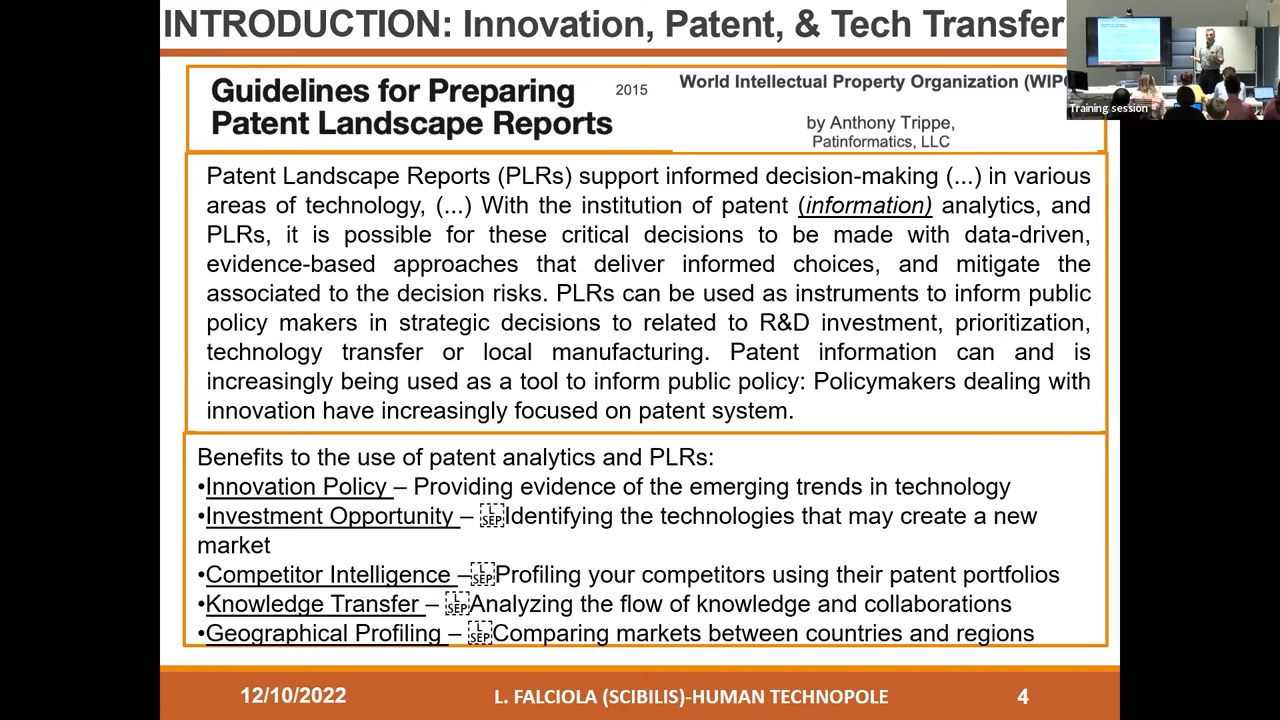 INTRODUCTION: Innovation, Patent, & Tech Transfer
Guidelines for Preparing
Patent Landscape Reports
2015
World Intellectual Property Organization (WIPO
by Anthony Trippe,
Patinformatics, LLC
Training session
Patent Landscape Reports (PLRs) support informed decision-making (...) in various
areas of technology, (...) With the institution of patent (information) analytics, and
PLRs, it is possible for these critical decisions to be made with data-driven,
evidence-based approaches that deliver informed choices, and mitigate the
associated to the decision risks. PLRs can be used as instruments to inform public
policy makers in strategic decisions to related to R&D investment, prioritization,
technology transfer or local manufacturing. Patent information can and is
increasingly being used as a tool to inform public policy: Policymakers dealing with
innovation have increasingly focused on patent system.
Benefits to the use of patent analytics and PLRs:
•Innovation Policy – Providing evidence of the emerging trends in technology
•Investment Opportunity – L SEP Identifying the technologies that may create a new
market
•Competitor Intelligence – L SEP Profiling your competitors using their patent portfolios
•Knowledge Transfer – L SEP Analyzing the flow of knowledge and collaborations
•Geographical Profiling – L SEP Comparing markets between countries and regions
12/10/2022
L. FALCIOLA (SCIBILIS)-HUMAN TECHNOPOLE
4